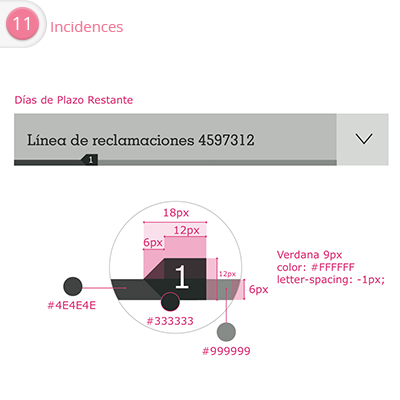 11 Incidences
Días de Plazo Restante
Línea de reclamaciones 4597312
1
18px
12px
6px
1
12px
6px
Verdana 9px
color: #FFFFFF
letter-spacing: -1px;
#4E4E4E
#333333
#999999